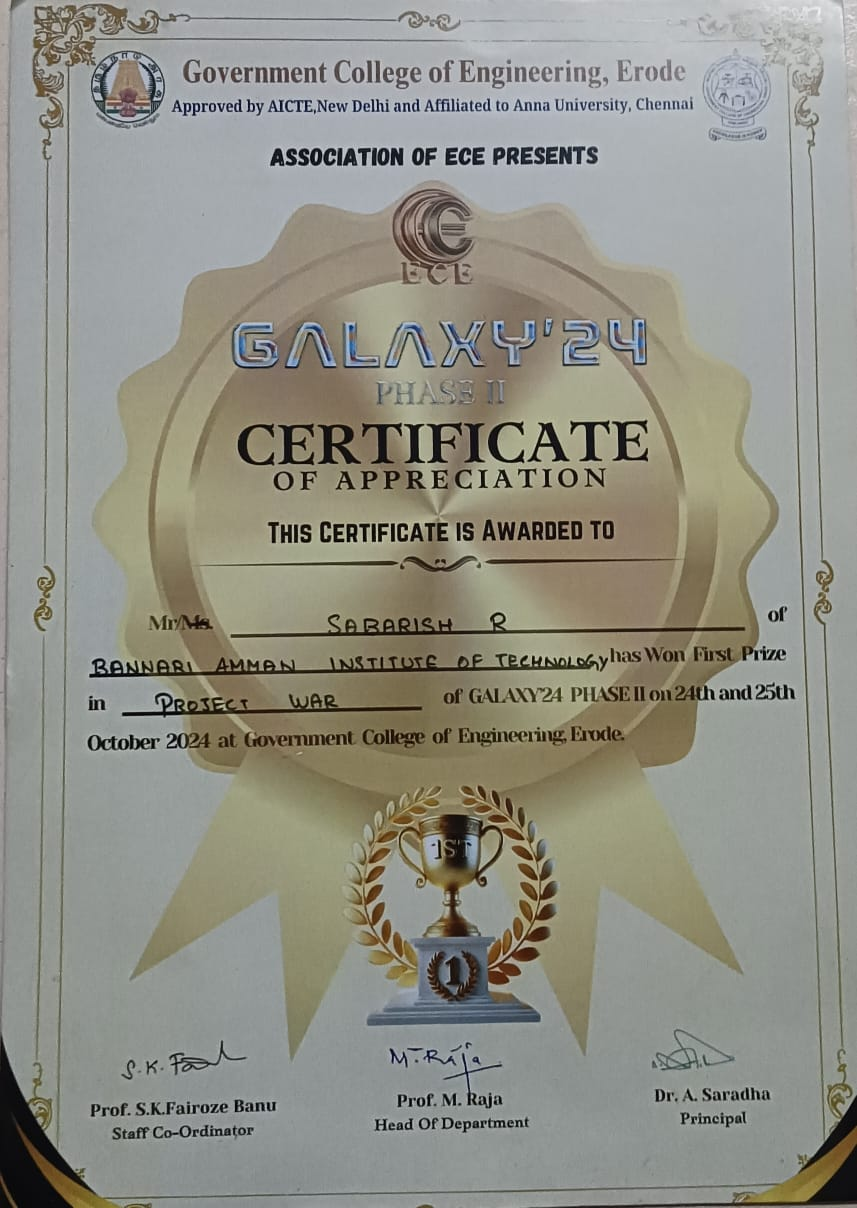 Government College of Engineering, Erode
Approved by AICTE,New Delhi and Affiliated to Anna University, Chennai
ASSOCIATION OF ECE PRESENTS
ECE
GALAXY'24
PHASE II
CERTIFICATE
OF APPRECIATION
THIS CERTIFICATE IS AWARDED TO
Mr/Ms. SABARISH R of
BANNARI AMMAN INSTITUTE OF TECHNOLOGY has Won First Prize
in PROJECT WAR of GALAXY'24 PHASE II on 24th and 25th
October 2024 at Government College of Engineering, Erode.
1ST
1
S.K. M. Raja
Prof. S.K.Fairoze Banu Prof. M. Raja Dr. A. Saradha
Staff Co-Ordinator Head Of Department Principal